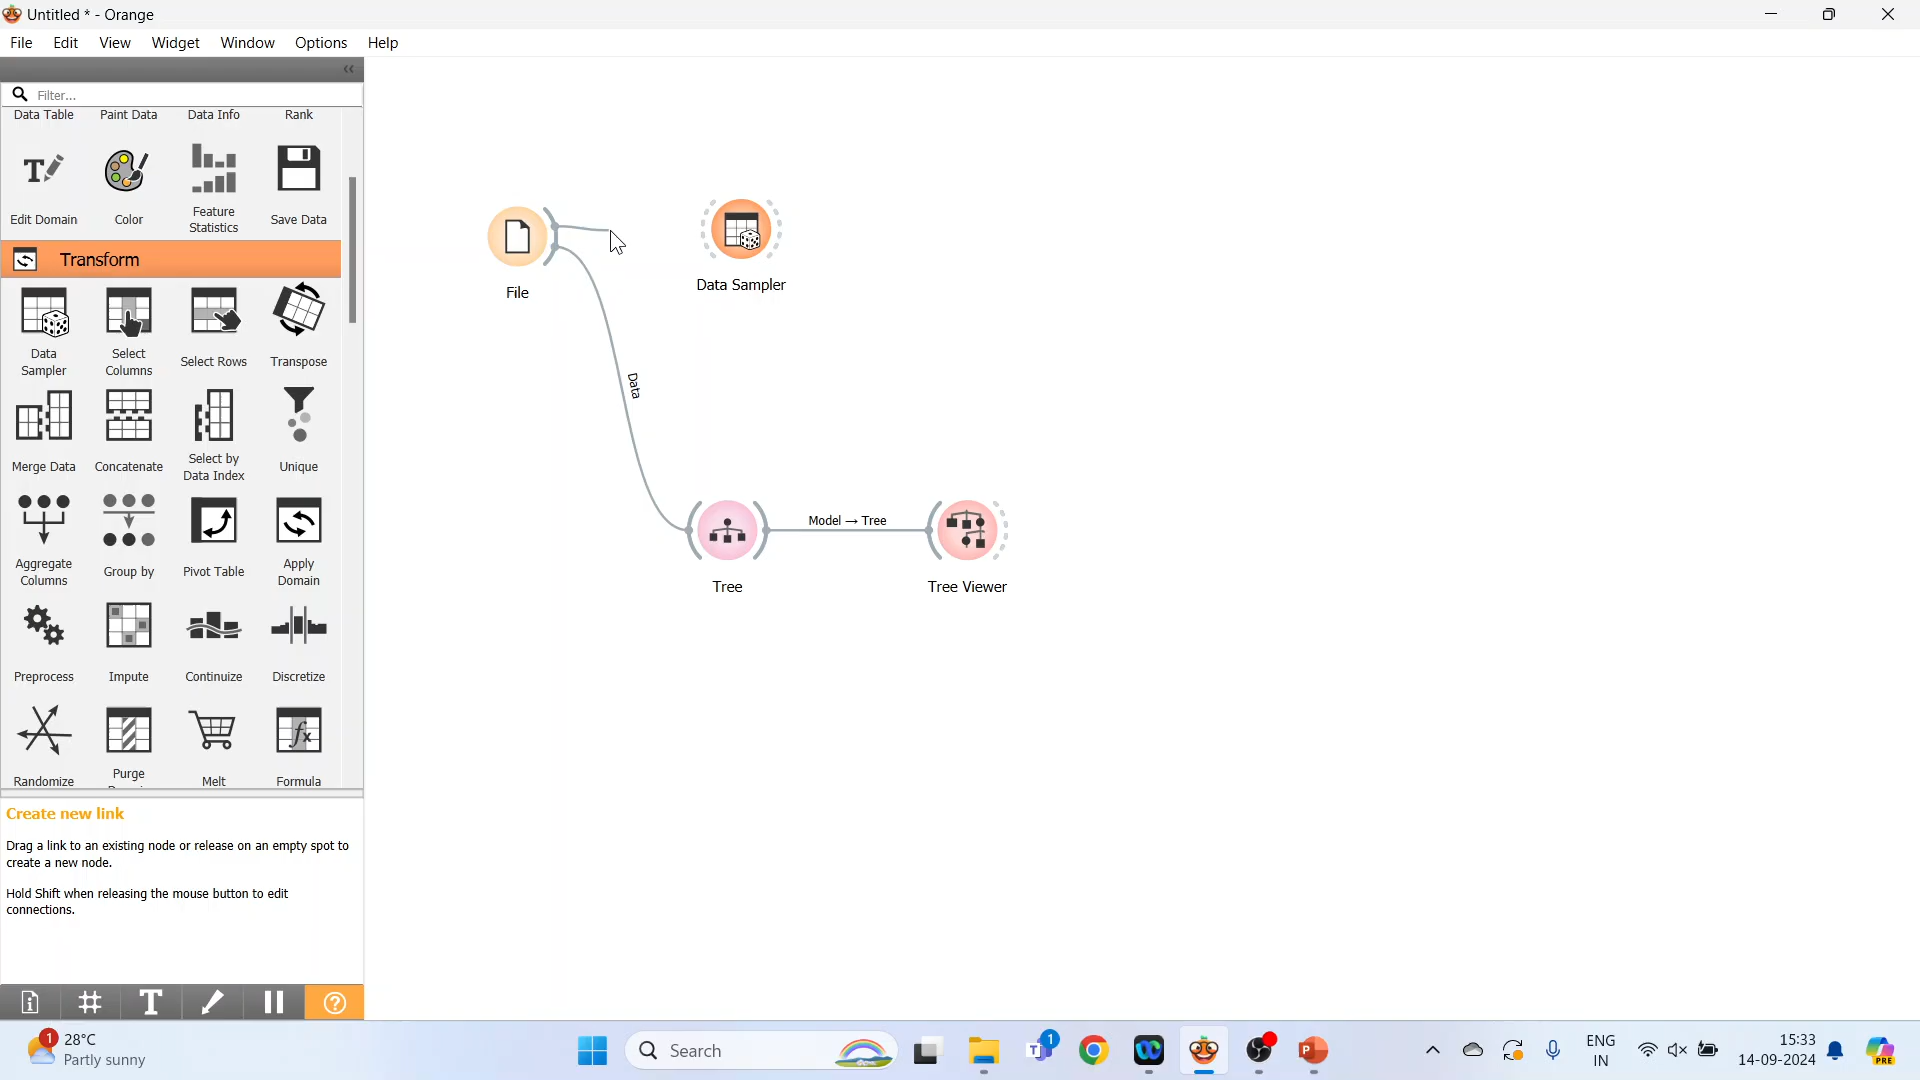 Untitled * - Orange
File Edit View Widget Window Options Help
Filter...
Data Table Paint Data Data Info Rank
Edit Domain Color Feature Statistics Save Data
Transform
Data Sampler Select Columns Select Rows Transpose
Merge Data Concatenate Select by Data Index Unique
Aggregate Columns Group by Pivot Table Apply Domain
Preprocess Impute Continuize Discretize
Randomize Purge Melt Formula
Create new link
Drag a link to an existing node or release on an empty spot to
create a new node.
Hold Shift when releasing the mouse button to edit
connections.
File
Data Sampler
Data
Model → Tree
Tree
Tree Viewer
1
28°C
Partly sunny
Search
1
ENG
IN
15:33
14-09-2024
PRE